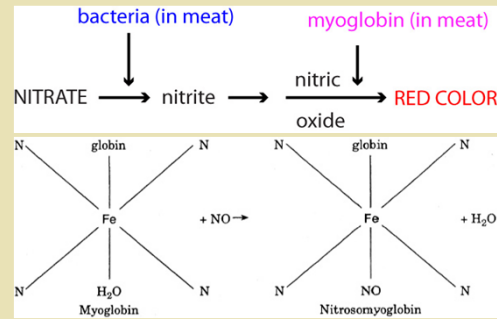 bacteria (in meat) myoglobin (in meat)
NITRATE nitrite nitric oxide RED COLOR
N globin N N globin N
Fe + NO→ Fe + H₂O
N H₂O N N NO N
Myoglobin Nitrosomyoglobin